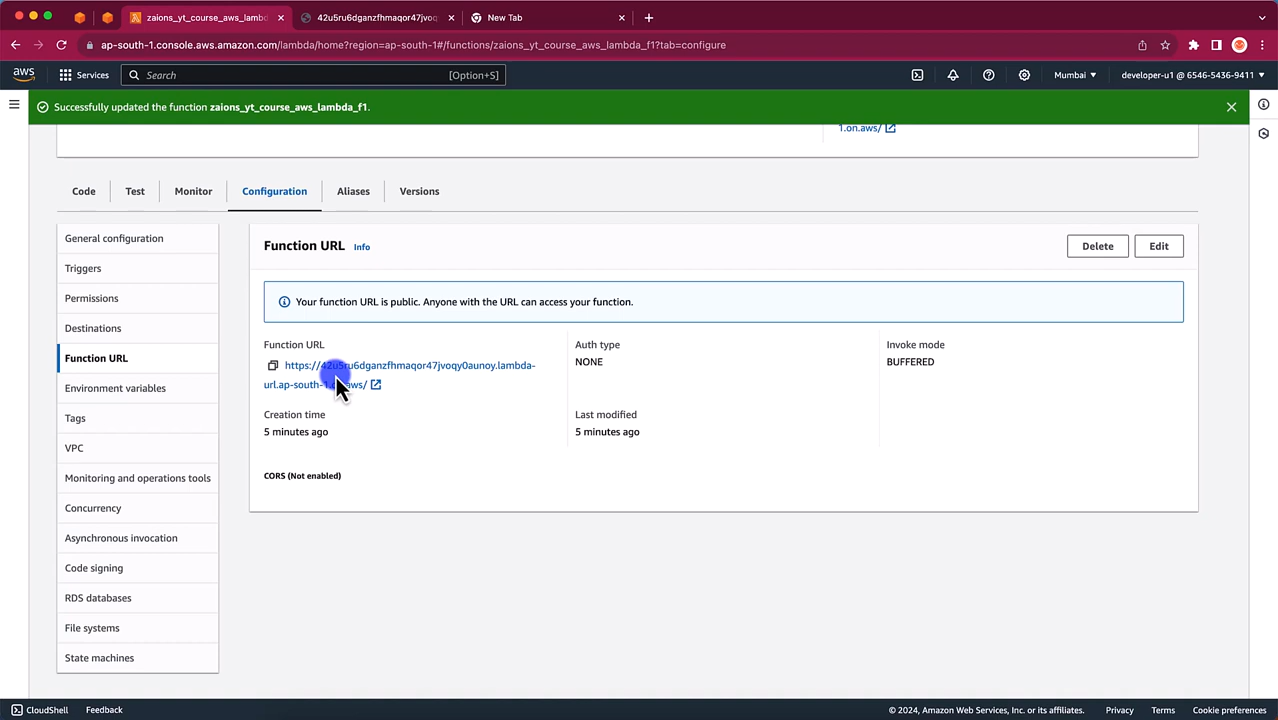 zaions_yt_course_aws_lambd
42u5ru6dganzfhmaqor47jvoq
New Tab
ap-south-1.console.aws.amazon.com/lambda/home?region=ap-south-1#/functions/zaions_yt_course_aws_lambda_f1?tab=configure
aws
Services
Search
[Option+S]
Mumbai
developer-u1 @ 6546-5436-9411
Successfully updated the function zaions_yt_course_aws_lambda_f1.
1.on.aws/
Code
Test
Monitor
Configuration
Aliases
Versions
General configuration
Triggers
Permissions
Destinations
Function URL
Environment variables
Tags
VPC
Monitoring and operations tools
Concurrency
Asynchronous invocation
Code signing
RDS databases
File systems
State machines
Function URL Info
Delete
Edit
Your function URL is public. Anyone with the URL can access your function.
Function URL
https://42u5ru6dganzfhmaqor47jvoqy0aunoy.lambda-
url.ap-south-1.on.aws/
Auth type
NONE
Invoke mode
BUFFERED
Creation time
5 minutes ago
Last modified
5 minutes ago
CORS (Not enabled)
CloudShell
Feedback
© 2024, Amazon Web Services, Inc. or its affiliates.
Privacy
Terms
Cookie preferences